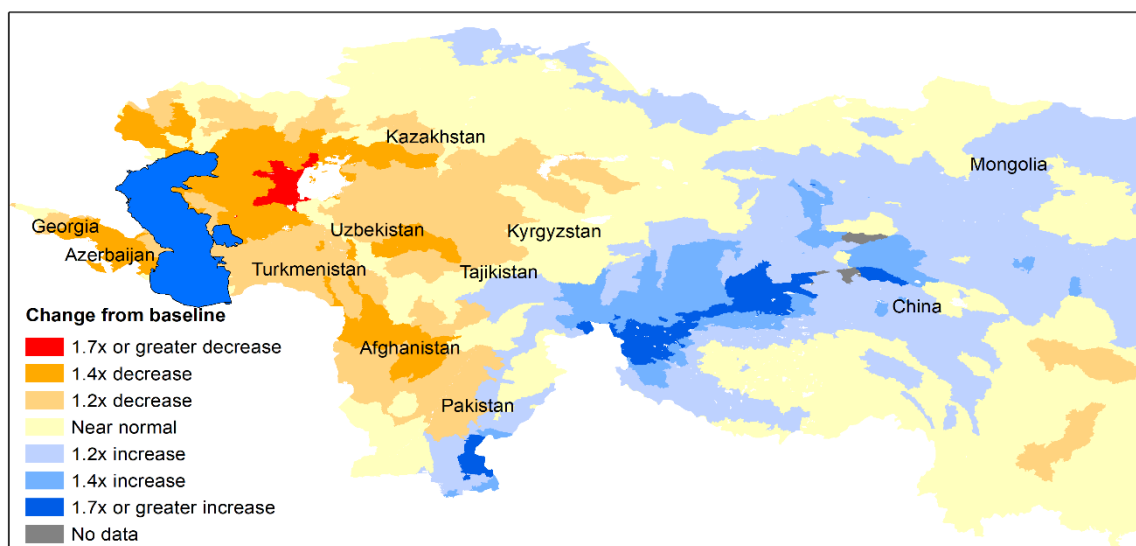 Kazakhstan
Mongolia
Georgia
Uzbekistan
Kyrgyzstan
Azerbaijan
Turkmenistan
Tajikistan
China
Afghanistan
Pakistan
Change from baseline
1.7x or greater decrease
1.4x decrease
1.2x decrease
Near normal
1.2x increase
1.4x increase
1.7x or greater increase
No data